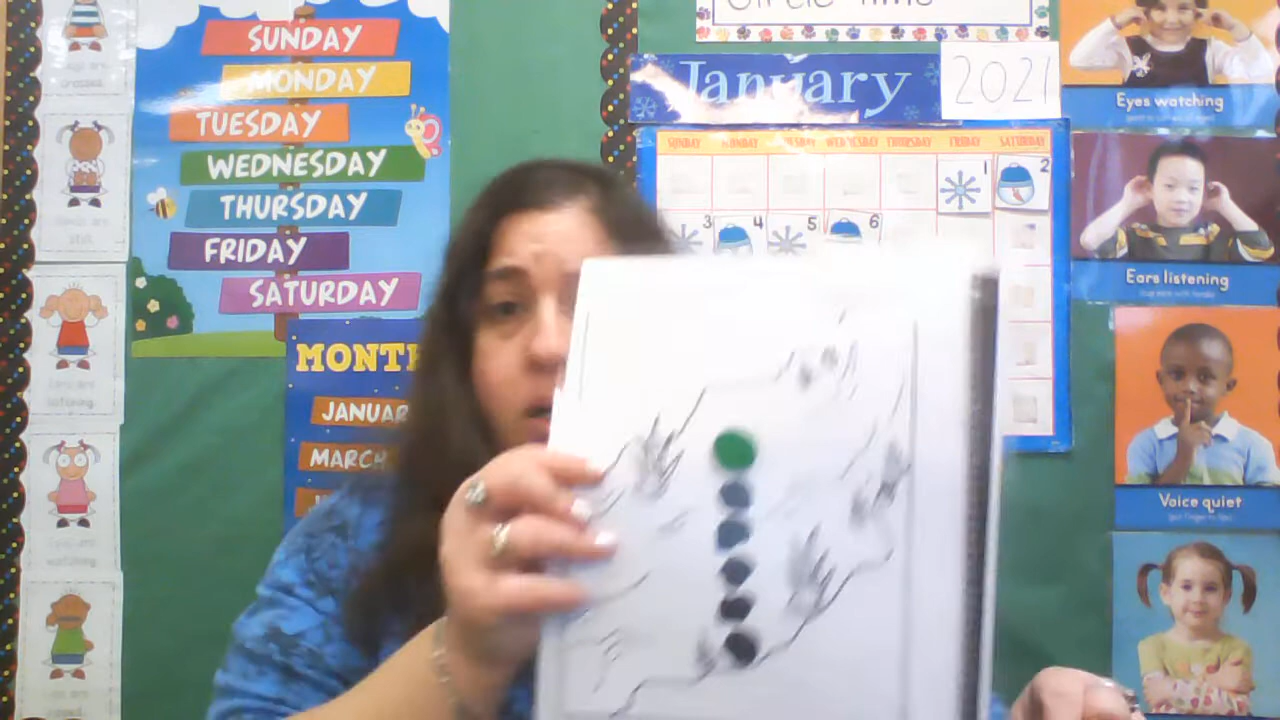 Circle Time
January
2021
SUNDAY
MONDAY
TUESDAY
WEDNESDAY
THURSDAY
FRIDAY
SATURDAY
SUNDAY MONDAY TUESDAY WEDNESDAY THURSDAY FRIDAY SATURDAY
1 2
3 4 5 6
MONTH
JANUAR
MARCH
Eyes watching
Ears listening
Voice quiet